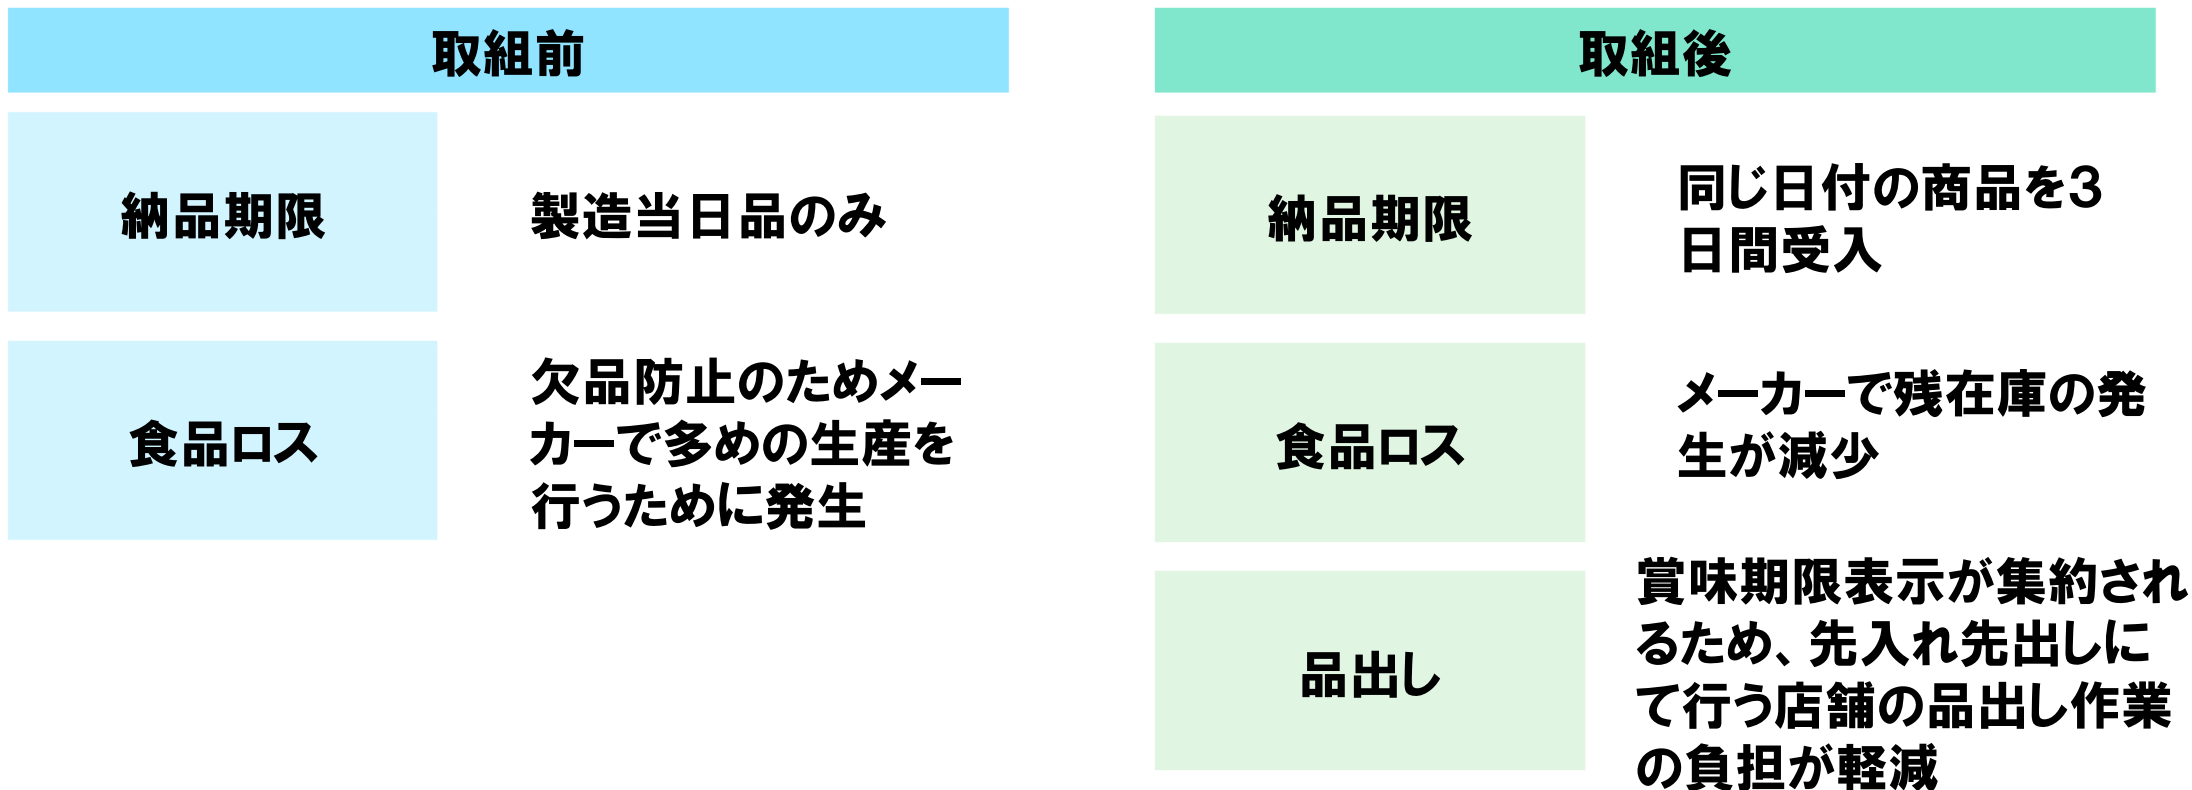 取組前
納品期限
製造当日品のみ
食品ロス
欠品防止のためメー
カーで多めの生産を
行うために発生
取組後
納品期限
同じ日付の商品を3
日間受入
食品ロス
メーカーで残在庫の発
生が減少
品出し
賞味期限表示が集約され
るため、先入れ先出しに
て行う店舗の品出し作業
の負担が軽減